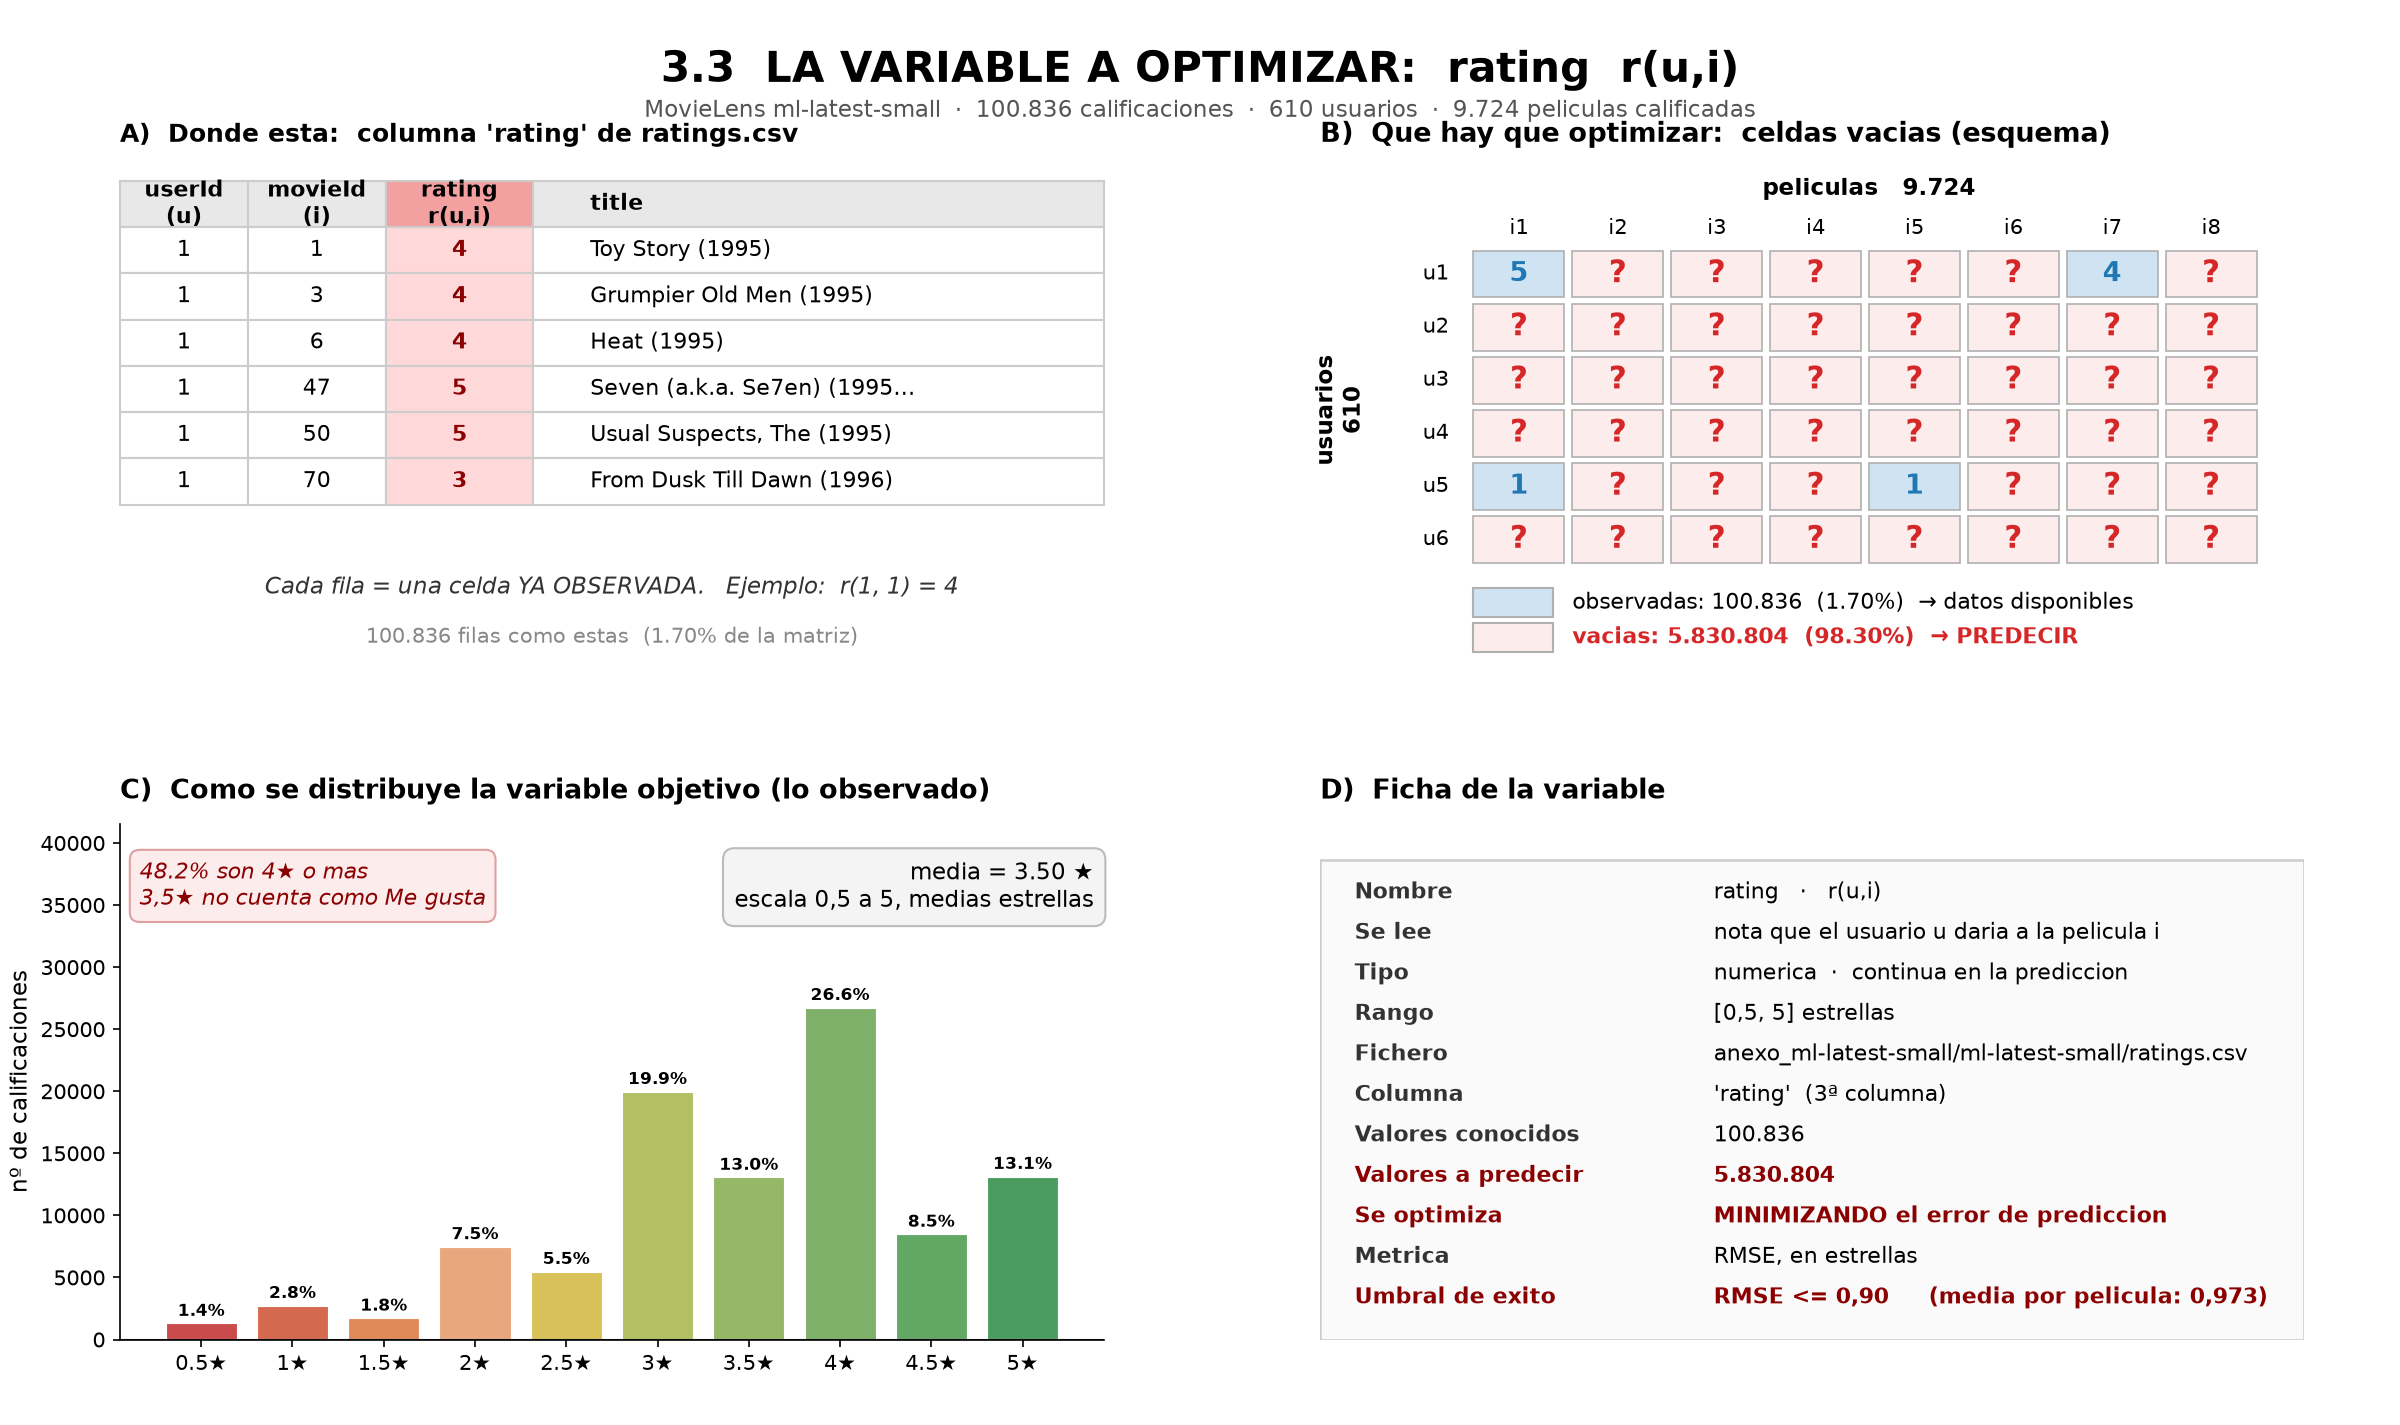 3.3 LA VARIABLE A OPTIMIZAR: rating r(u,i)
MovieLens ml-latest-small · 100.836 calificaciones · 610 usuarios · 9.724 peliculas calificadas
A) Donde esta: columna 'rating' de ratings.csv
userId (u) movieId (i) rating r(u,i) title
1 1 4 Toy Story (1995)
1 3 4 Grumpier Old Men (1995)
1 6 4 Heat (1995)
1 47 5 Seven (a.k.a. Se7en) (1995...
1 50 5 Usual Suspects, The (1995)
1 70 3 From Dusk Till Dawn (1996)
Cada fila = una celda YA OBSERVADA. Ejemplo: r(1, 1) = 4
100.836 filas como estas (1.70% de la matriz)
B) Que hay que optimizar: celdas vacias (esquema)
peliculas 9.724
i1 i2 i3 i4 i5 i6 i7 i8
usuarios
610
u1 5 ? ? ? ? ? 4 ?
u2 ? ? ? ? ? ? ? ?
u3 ? ? ? ? ? ? ? ?
u4 ? ? ? ? ? ? ? ?
u5 1 ? ? ? 1 ? ? ?
u6 ? ? ? ? ? ? ? ?
observadas: 100.836 (1.70%) → datos disponibles
vacias: 5.830.804 (98.30%) → PREDECIR
C) Como se distribuye la variable objetivo (lo observado)
48.2% son 4★ o mas
3,5★ no cuenta como Me gusta
media = 3.50 ★
escala 0,5 a 5, medias estrellas
nº de calificaciones
40000
35000
30000
25000
20000
15000
10000
5000
0
1.4% 2.8% 1.8% 7.5% 5.5% 19.9% 13.0% 26.6% 8.5% 13.1%
0.5★ 1★ 1.5★ 2★ 2.5★ 3★ 3.5★ 4★ 4.5★ 5★
D) Ficha de la variable
Nombre rating · r(u,i)
Se lee nota que el usuario u daria a la pelicula i
Tipo numerica · continua en la prediccion
Rango [0,5, 5] estrellas
Fichero anexo_ml-latest-small/ml-latest-small/ratings.csv
Columna 'rating' (3ª columna)
Valores conocidos 100.836
Valores a predecir 5.830.804
Se optimiza MINIMIZANDO el error de prediccion
Metrica RMSE, en estrellas
Umbral de exito RMSE <= 0,90 (media por pelicula: 0,973)